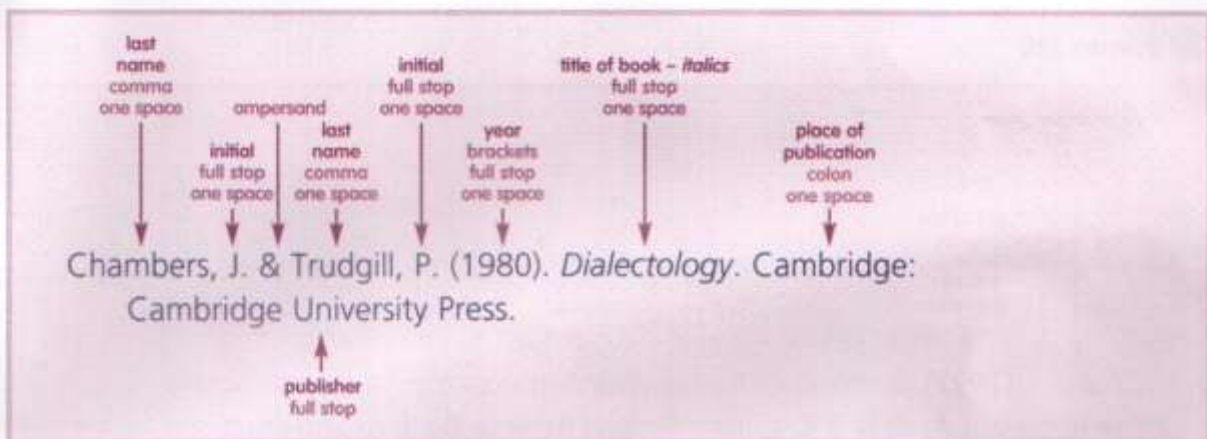 last
name
comma
one space
ampersand
initial
full stop
one space
title of book – italics
full stop
one space
initial
full stop
one space
last
name
comma
one space
year
brackets
full stop
one space
place of
publication
colon
one space
Chambers, J. & Trudgill, P. (1980). Dialectology. Cambridge:
Cambridge University Press.
publisher
full stop